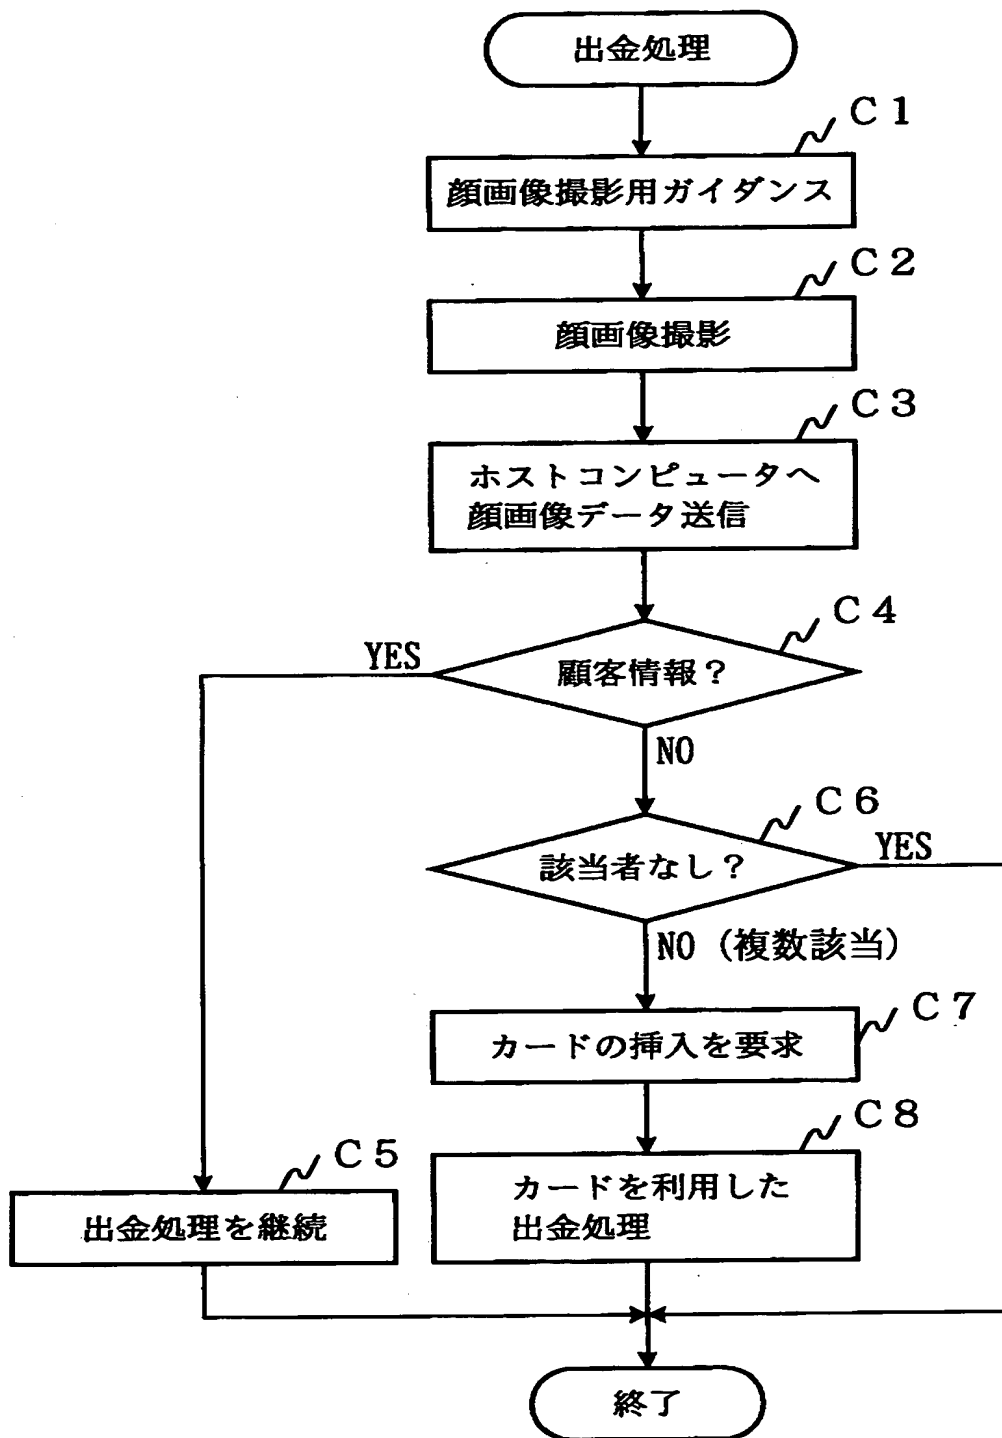 出金処理
C1
顔画像撮影用ガイダンス
C2
顔画像撮影
C3
ホストコンピュータへ
顔画像データ送信
C4
YES
顧客情報？
NO
C6
YES
該当者なし？
NO（複数該当）
C7
カードの挿入を要求
C8
カードを利用した
出金処理
C5
出金処理を継続
終了